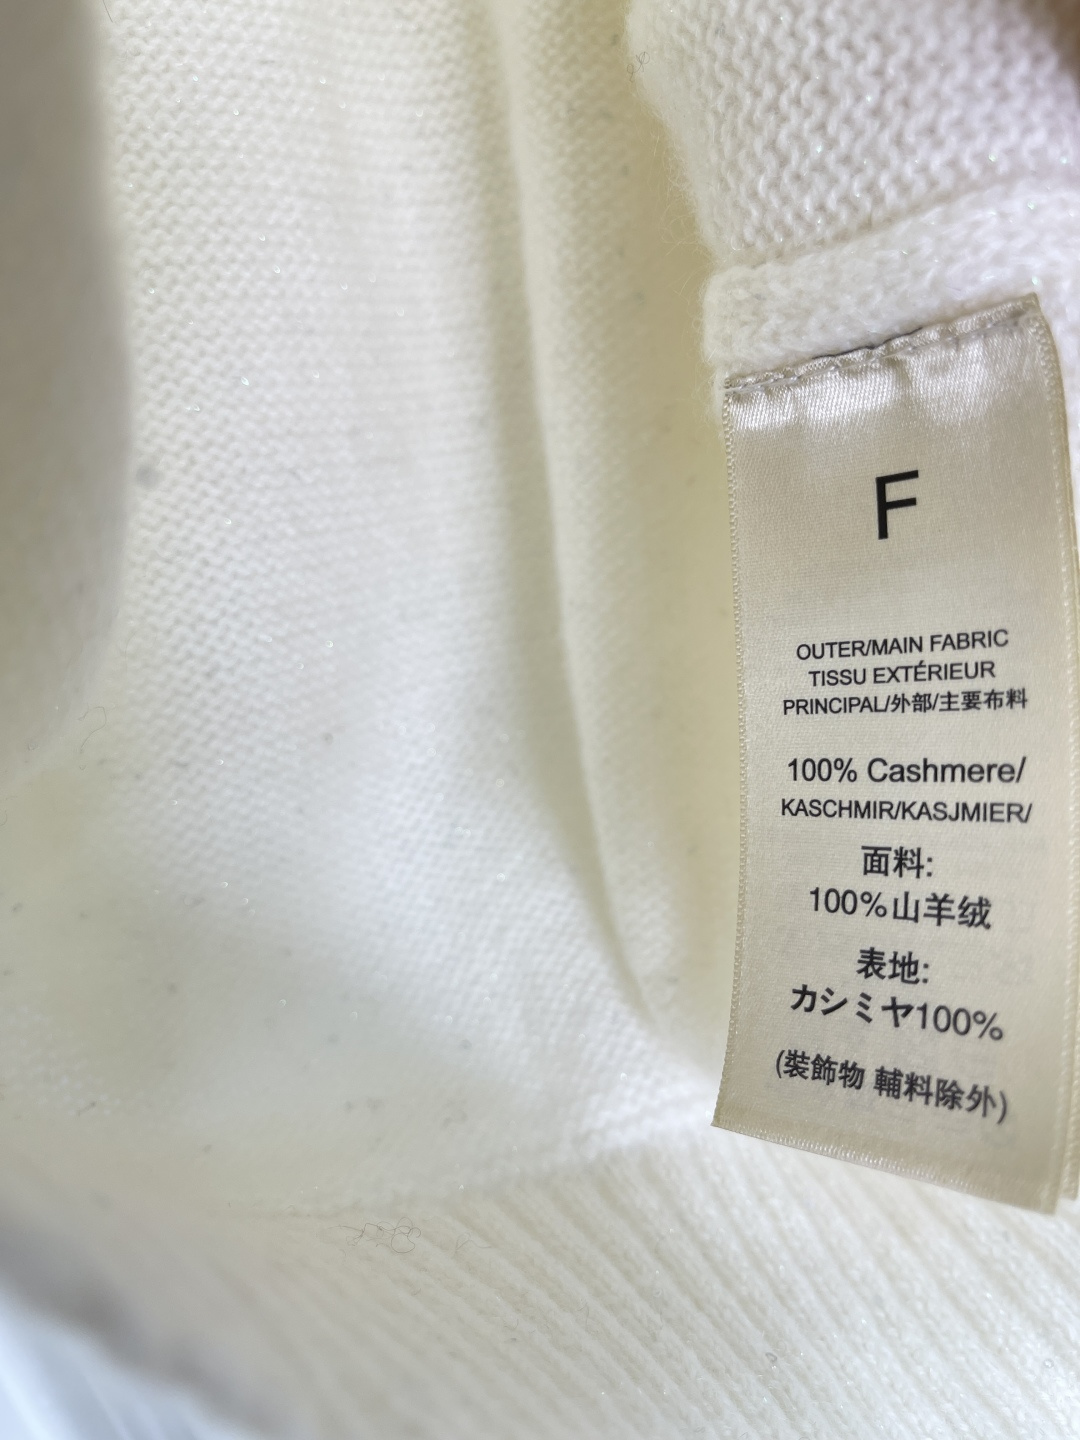 F
OUTER/MAIN FABRIC
TISSU EXTÉRIEUR
PRINCIPAL/外部/主要布料
100% Cashmere/
KASCHMIR/KASJMIER/
面料:
100%山羊绒
表地:
カシミヤ100%
(裝飾物 輔料除外)